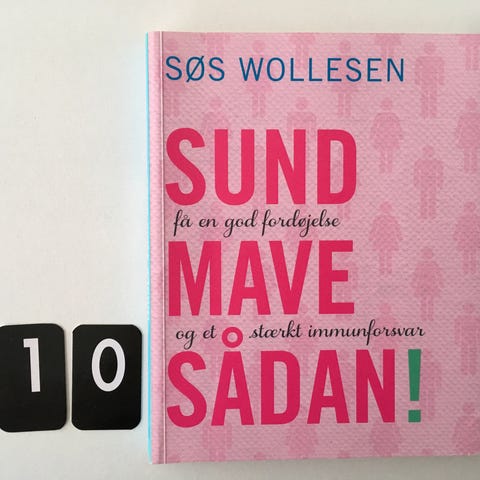 SØS WOLLESEN
SUND
få en god fordøjelse
MAVE
og et stærkt immunforsvar
SÅDAN!
10